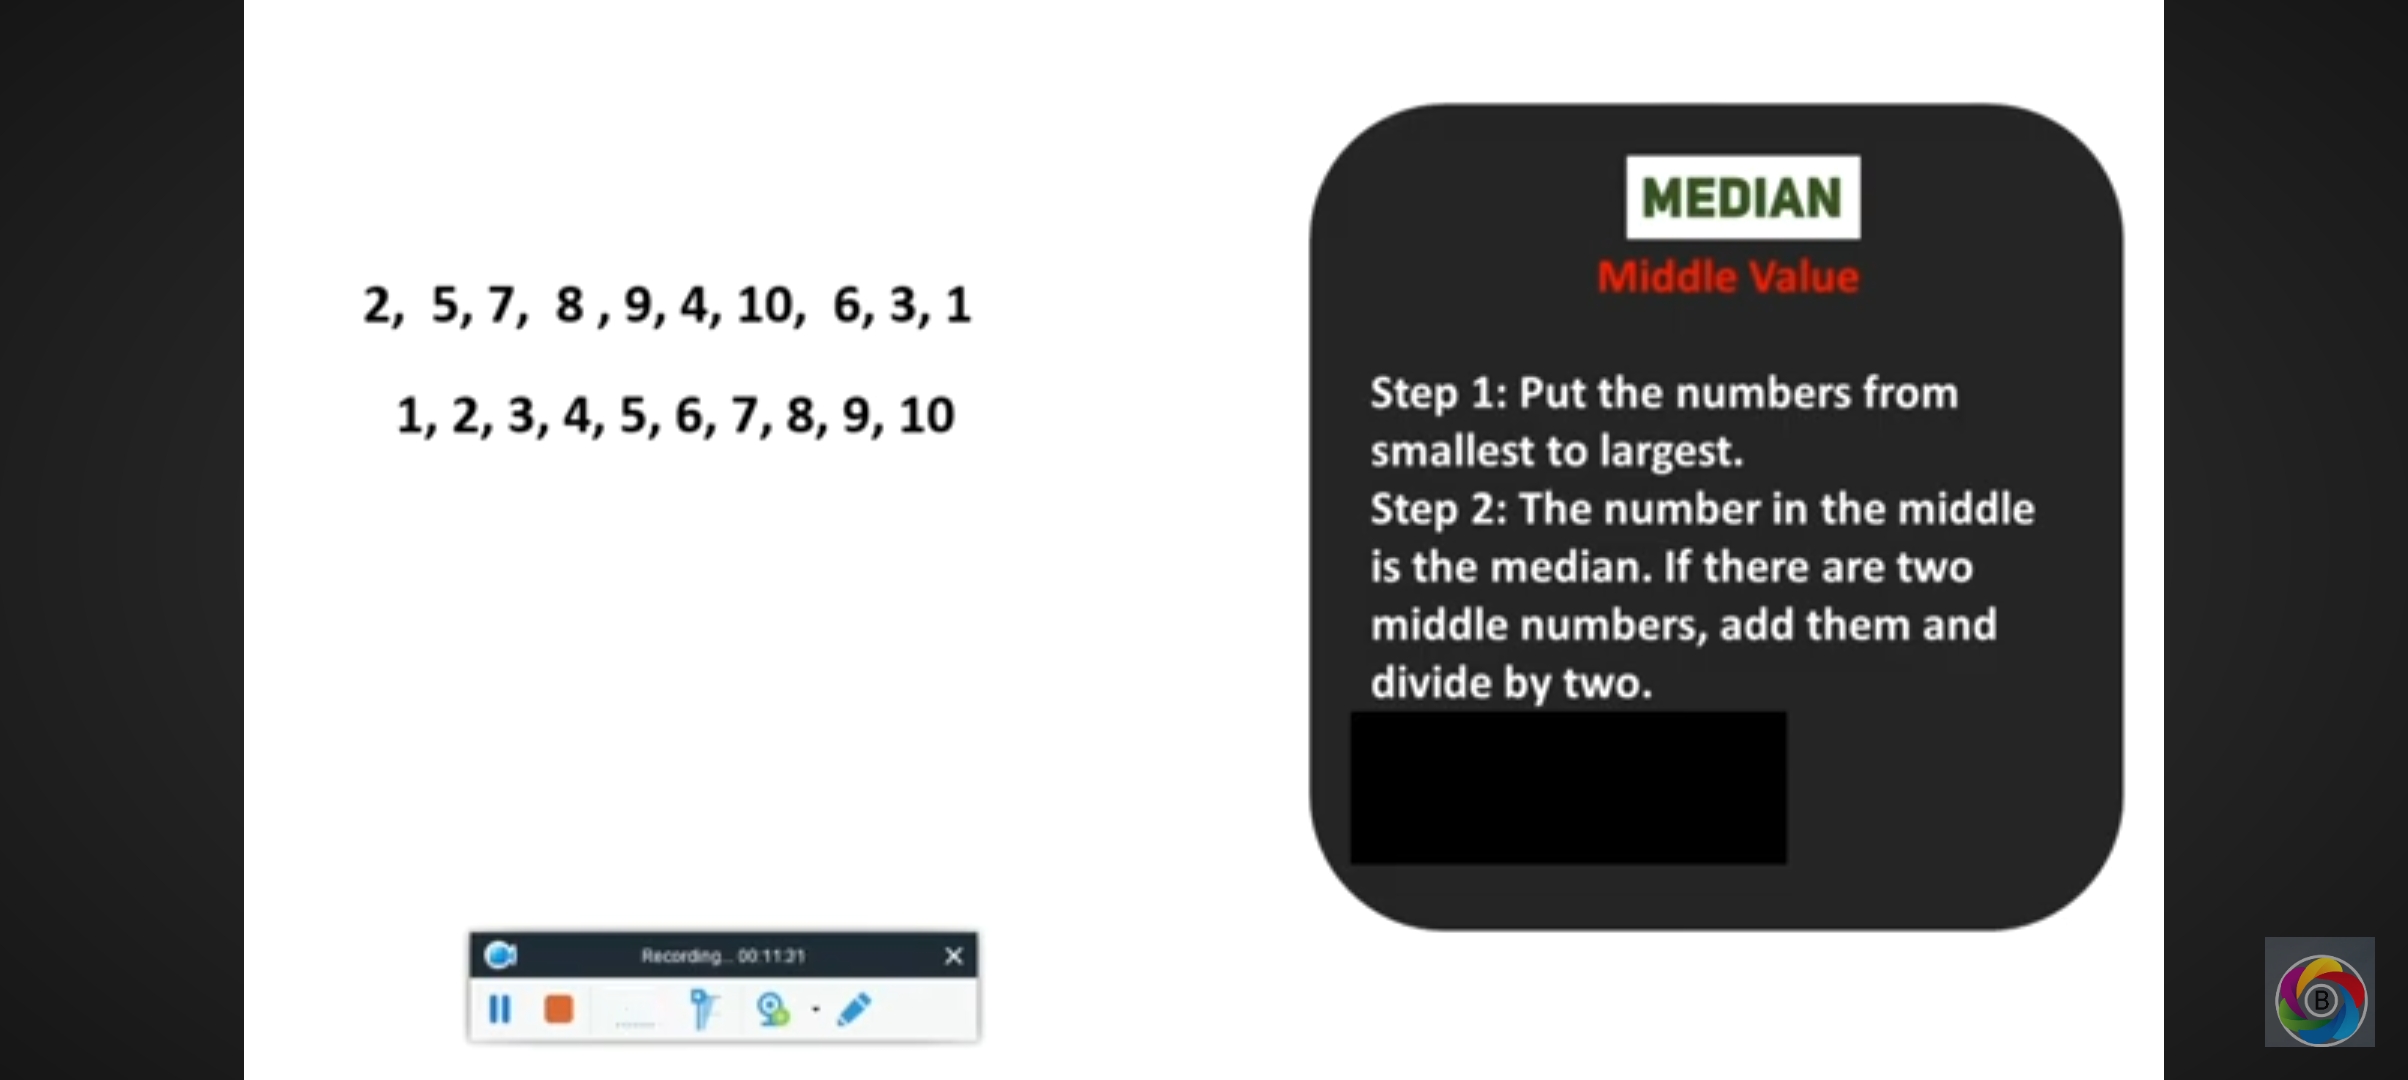 2, 5, 7, 8 , 9, 4, 10, 6, 3, 1
1, 2, 3, 4, 5, 6, 7, 8, 9, 10
MEDIAN
Middle Value
Step 1: Put the numbers from
smallest to largest.
Step 2: The number in the middle
is the median. If there are two
middle numbers, add them and
divide by two.
Recording... 00:11:21
B